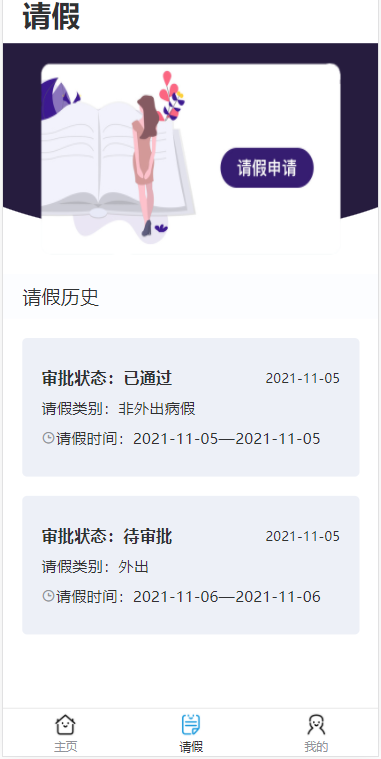 请假
请假申请
请假历史
审批状态：已通过 2021-11-05
请假类别：非外出病假
请假时间：2021-11-05—2021-11-05
审批状态：待审批 2021-11-05
请假类别：外出
请假时间：2021-11-06—2021-11-06
主页 请假 我的